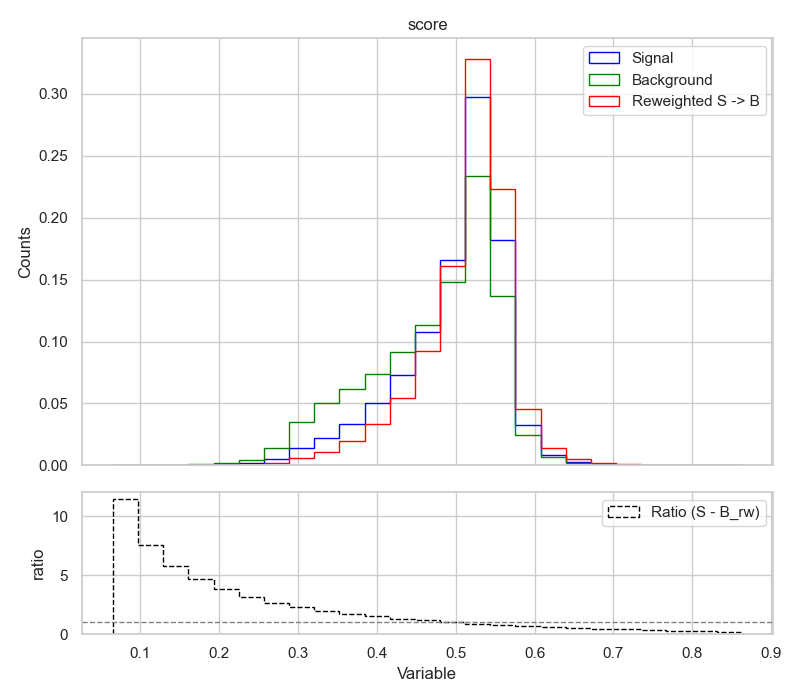 score
Signal
Background
Reweighted S -> B
Counts
0.30
0.25
0.20
0.15
0.10
0.05
0.00
Ratio (S - B_rw)
ratio
10
5
0
0.1 0.2 0.3 0.4 0.5 0.6 0.7 0.8 0.9
Variable